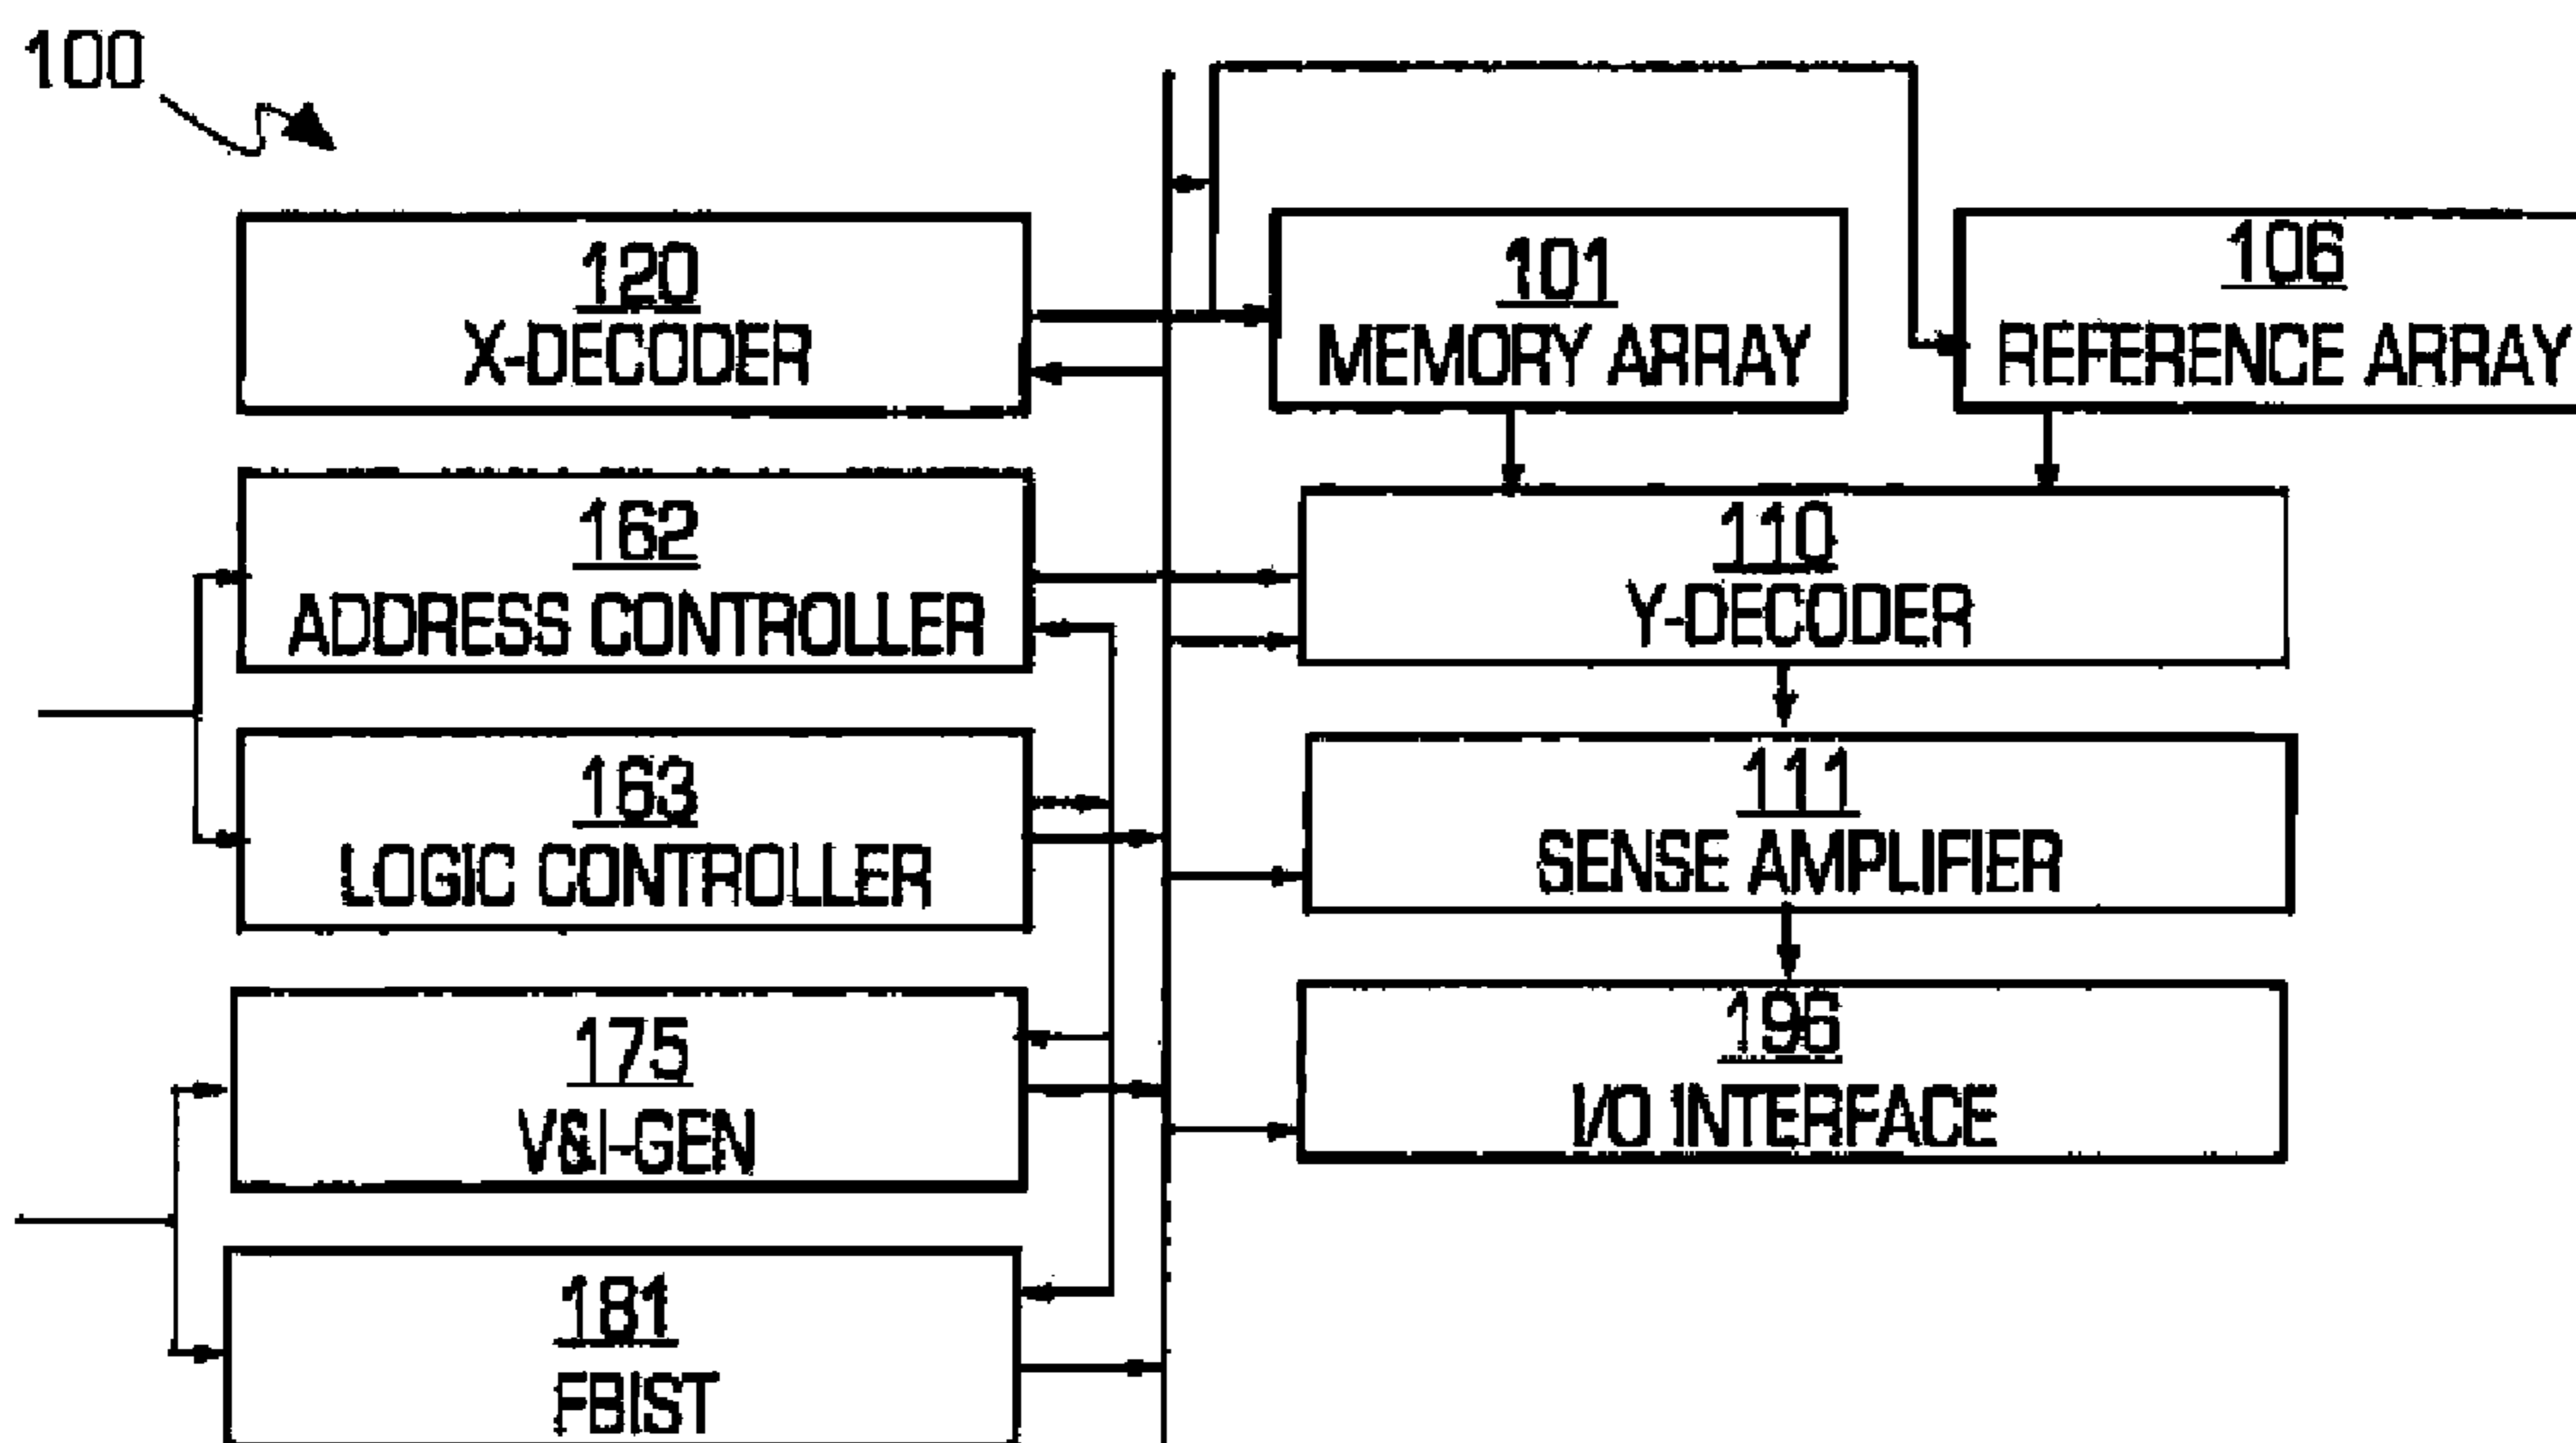 100
120
X-DECODER
101
MEMORY ARRAY
106
REFERENCE ARRAY
162
ADDRESS CONTROLLER
110
Y-DECODER
163
LOGIC CONTROLLER
111
SENSE AMPLIFIER
175
V&I-GEN
196
I/O INTERFACE
181
FBIST